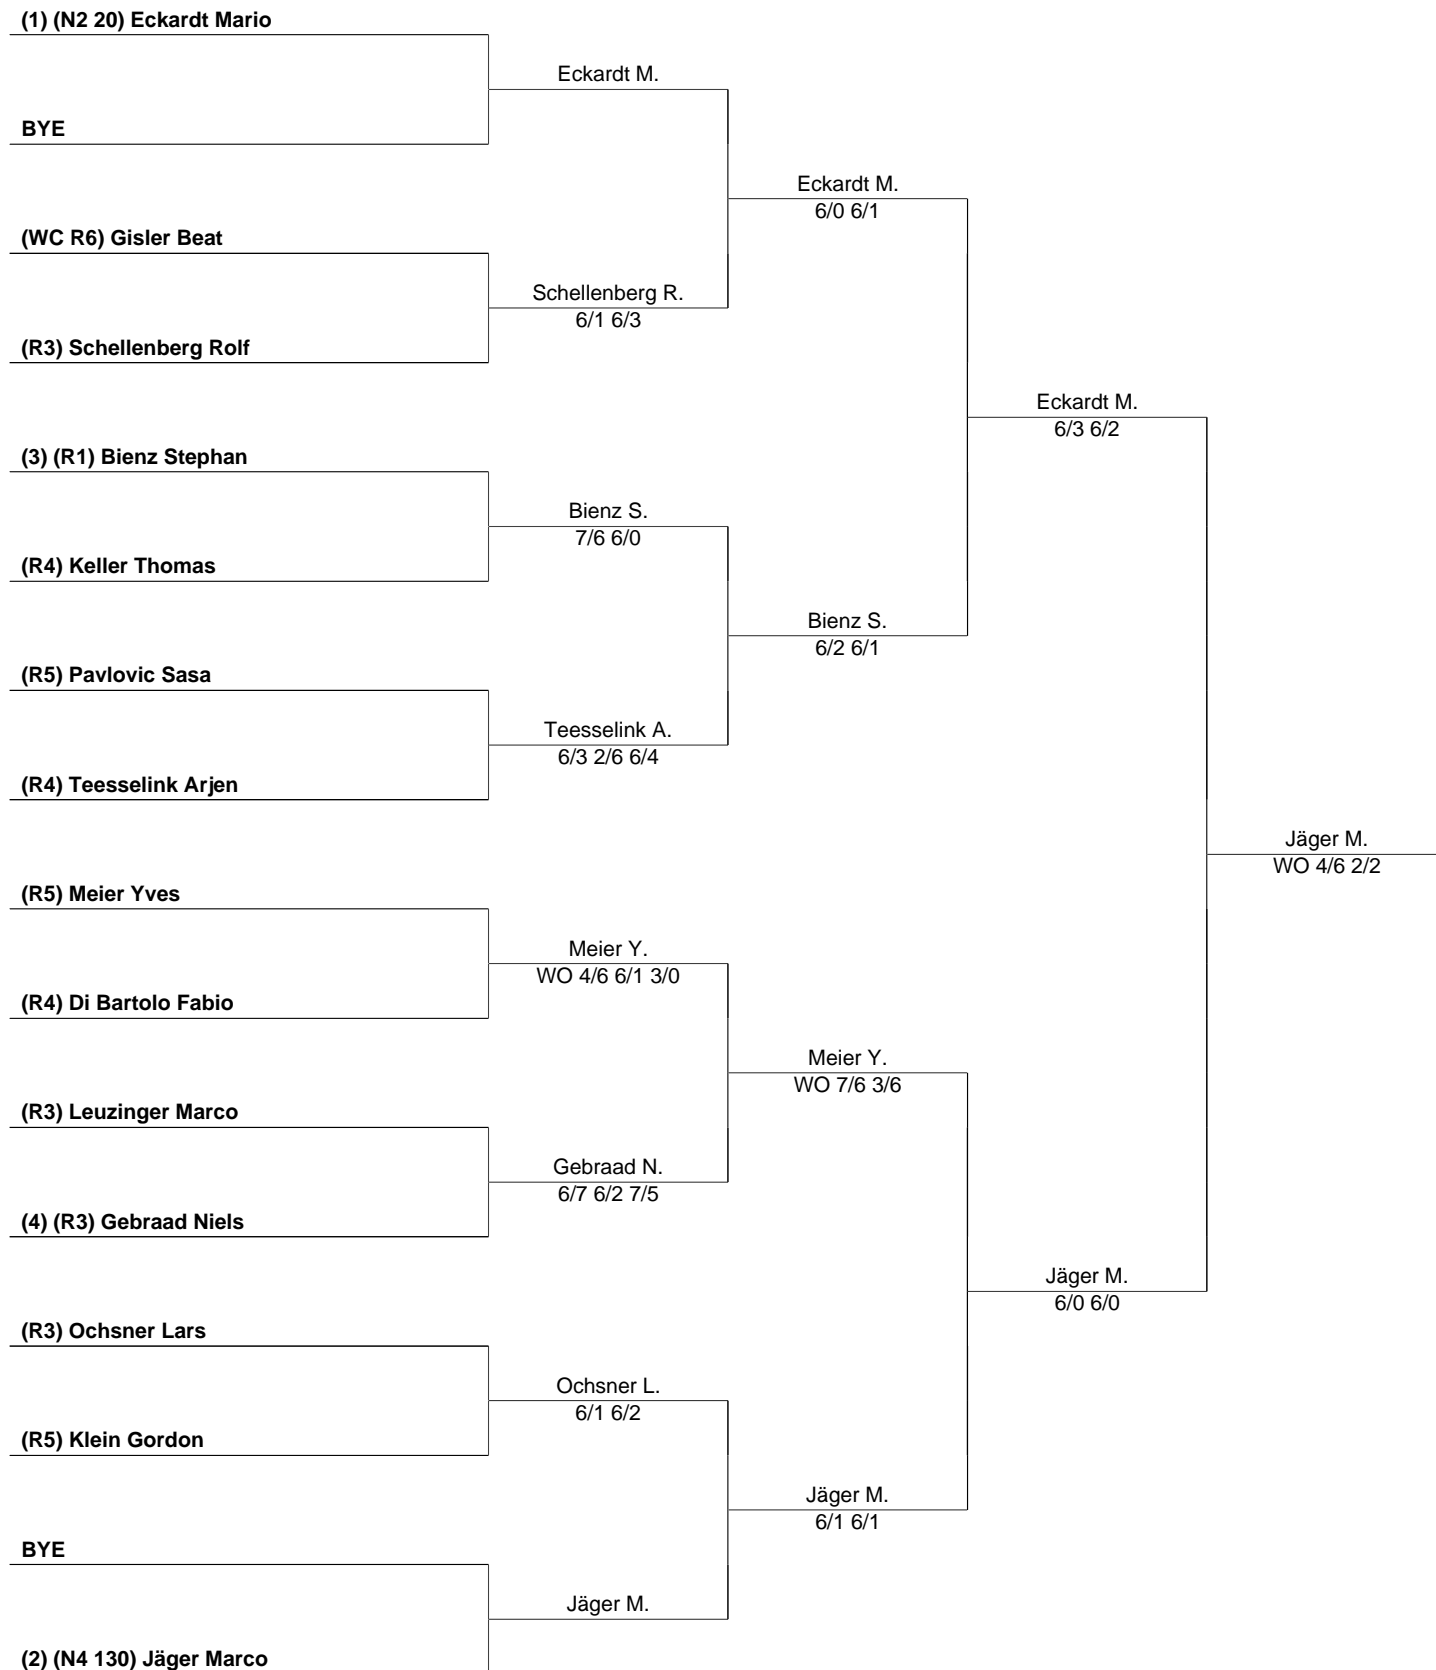 (1) (N2 20) Eckardt Mario
Eckardt M.
BYE
Eckardt M.
6/0 6/1
(WC R6) Gisler Beat
Schellenberg R.
6/1 6/3
(R3) Schellenberg Rolf
Eckardt M.
6/3 6/2
(3) (R1) Bienz Stephan
Bienz S.
7/6 6/0
(R4) Keller Thomas
Bienz S.
6/2 6/1
(R5) Pavlovic Sasa
Teesselink A.
6/3 2/6 6/4
(R4) Teesselink Arjen
Jäger M.
WO 4/6 2/2
(R5) Meier Yves
Meier Y.
WO 4/6 6/1 3/0
(R4) Di Bartolo Fabio
Meier Y.
WO 7/6 3/6
(R3) Leuzinger Marco
Gebraad N.
6/7 6/2 7/5
(4) (R3) Gebraad Niels
Jäger M.
6/0 6/0
(R3) Ochsner Lars
Ochsner L.
6/1 6/2
(R5) Klein Gordon
Jäger M.
6/1 6/1
BYE
Jäger M.
(2) (N4 130) Jäger Marco